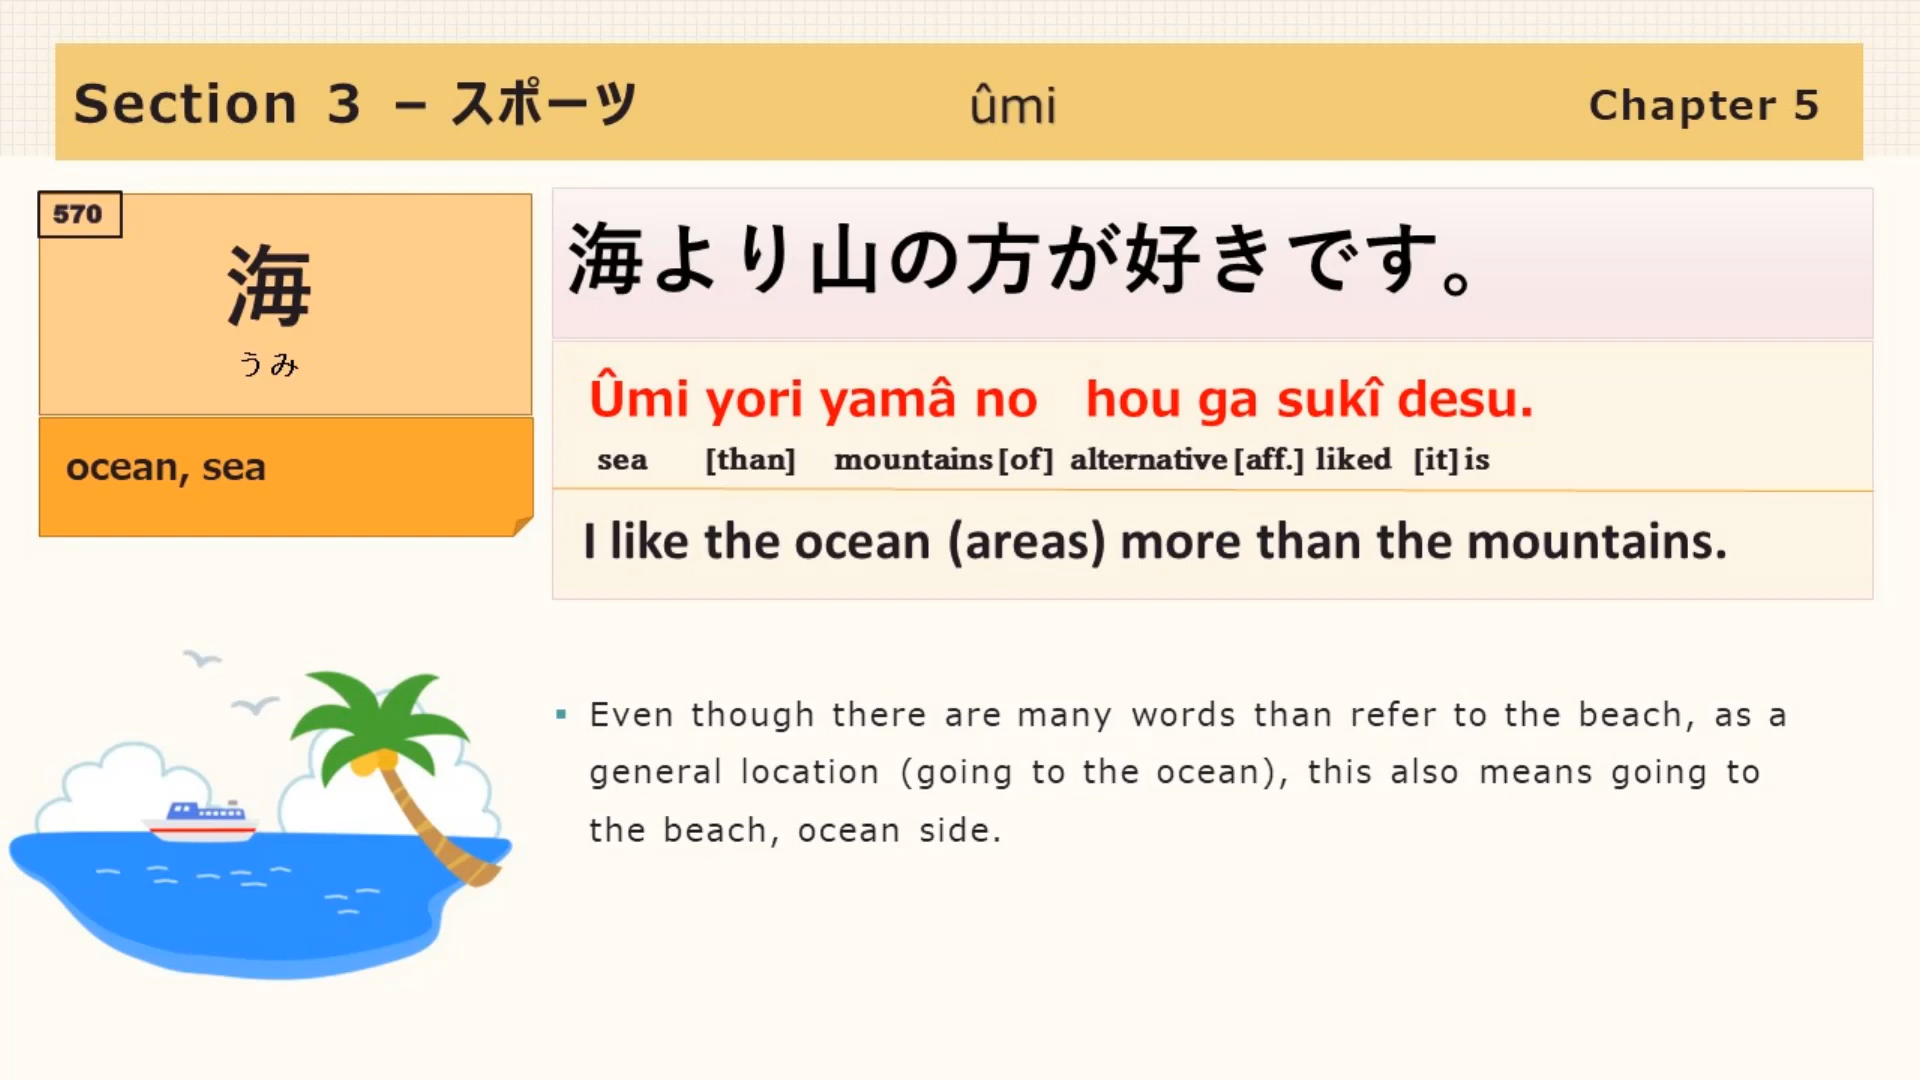 Section 3 – スポーツ
ûmi
Chapter 5
570
海
うみ
ocean, sea
海より山の方が好きです。
Ûmi yori yamâ no hou ga sukî desu.
sea [than] mountains [of] alternative [aff.] liked [it] is
I like the ocean (areas) more than the mountains.
▪ Even though there are many words than refer to the beach, as a
general location (going to the ocean), this also means going to
the beach, ocean side.